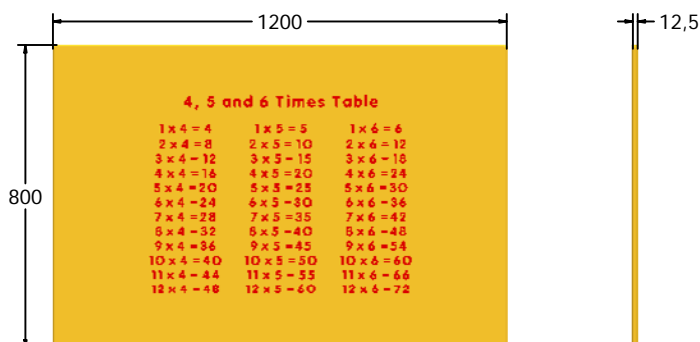 1200
12,5
800
4, 5 and 6 Times Table
1 x 4 = 4 1 x 5 = 5 1 x 6 = 6
2 x 4 = 8 2 x 5 = 10 2 x 6 = 12
3 x 4 = 12 3 x 5 = 15 3 x 6 = 18
4 x 4 = 16 4 x 5 = 20 4 x 6 = 24
5 x 4 = 20 5 x 5 = 25 5 x 6 = 30
6 x 4 = 24 6 x 5 = 30 6 x 6 = 36
7 x 4 = 28 7 x 5 = 35 7 x 6 = 42
8 x 4 = 32 8 x 5 = 40 8 x 6 = 48
9 x 4 = 36 9 x 5 = 45 9 x 6 = 54
10 x 4 = 40 10 x 5 = 50 10 x 6 = 60
11 x 4 = 44 11 x 5 = 55 11 x 6 = 66
12 x 4 = 48 12 x 5 = 60 12 x 6 = 72